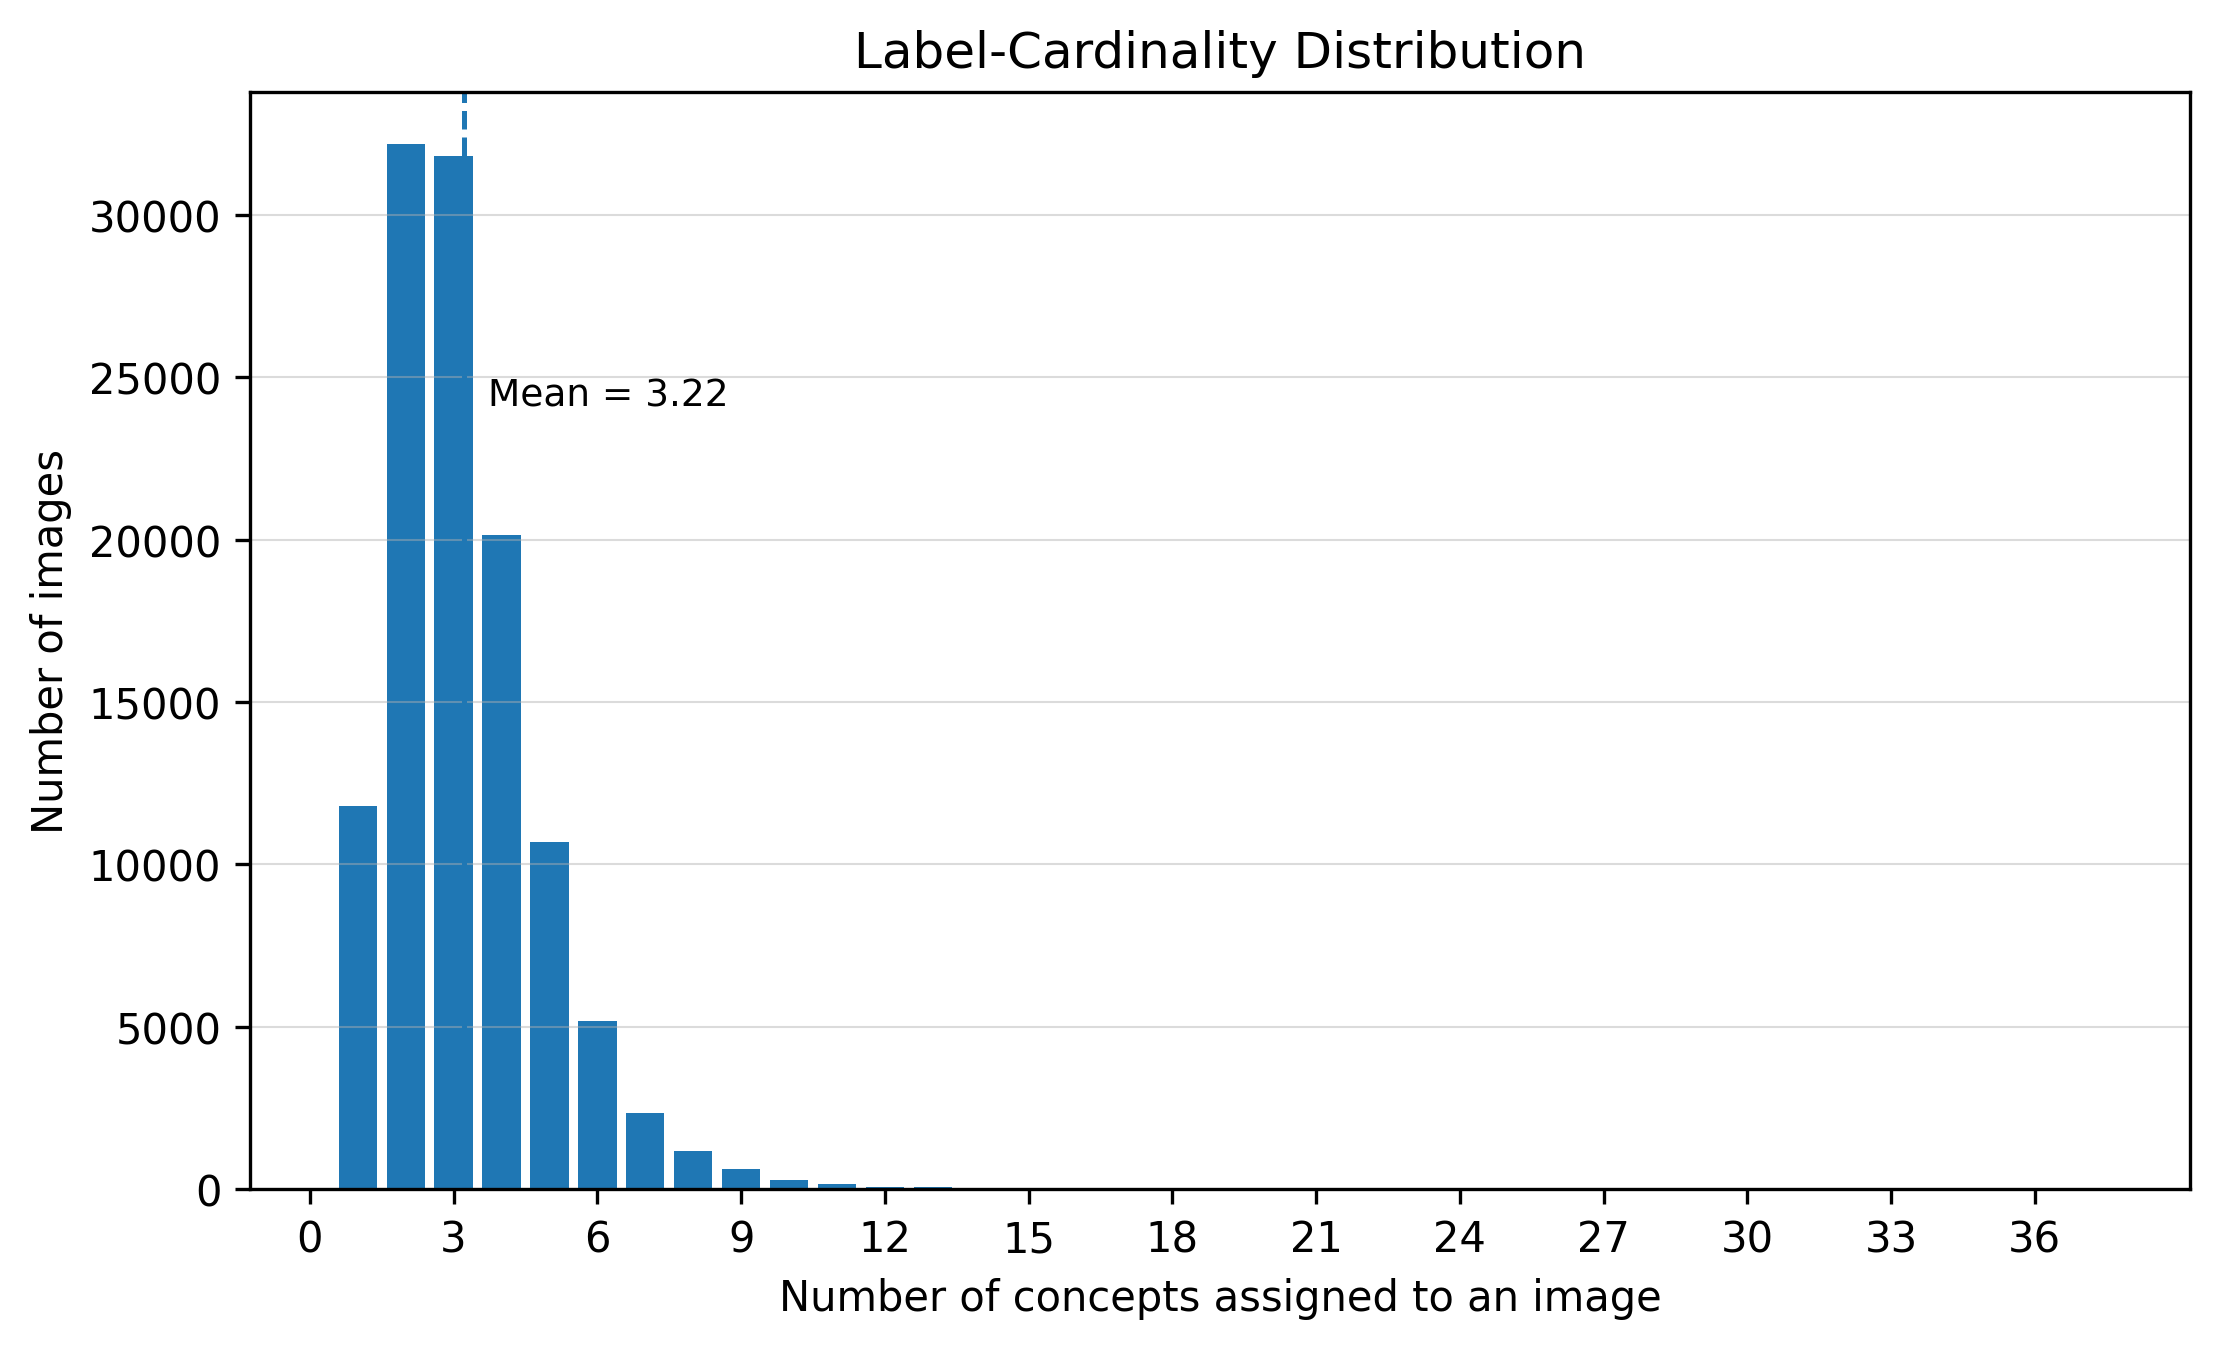 Label-Cardinality Distribution
Number of images
30000
25000
20000
15000
10000
5000
0
Mean = 3.22
0 3 6 9 12 15 18 21 24 27 30 33 36
Number of concepts assigned to an image